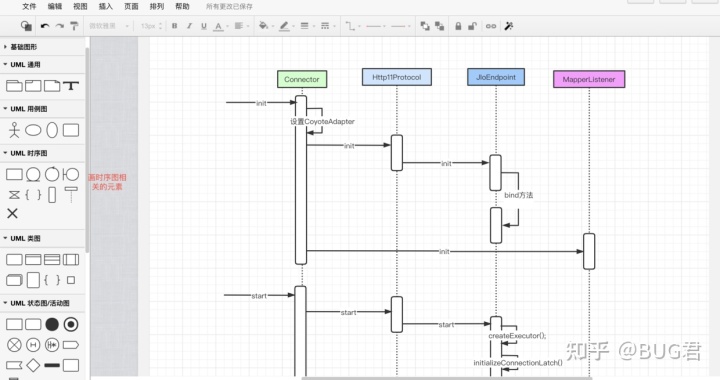 文件 编辑 视图 插入 页面 排列 帮助 所有更改已保存
微软雅黑 13px B I U A
基础图形
UML 通用
UML 用例图
UML 时序图
UML 类图
UML 状态图/活动图
画时序图相
关的元素
Connector Http11Protocol JIoEndpoint MapperListener
init
设置CoyoteAdapter
init
init
bind方法
init
start
start
start
createExecutor();
initializeConnectionLatch()
知乎 @BUG君